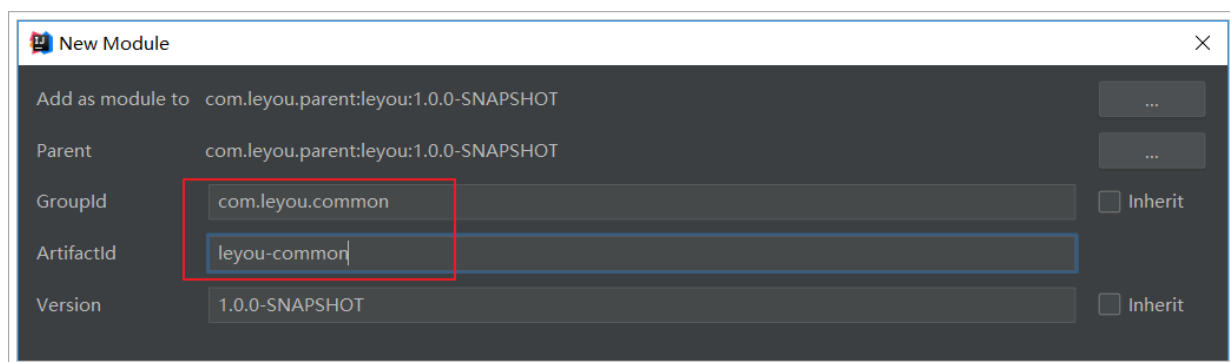 New Module
Add as module to com.leyou.parent:leyou:1.0.0-SNAPSHOT ...
Parent com.leyou.parent:leyou:1.0.0-SNAPSHOT ...
GroupId com.leyou.common Inherit
ArtifactId leyou-common
Version 1.0.0-SNAPSHOT Inherit